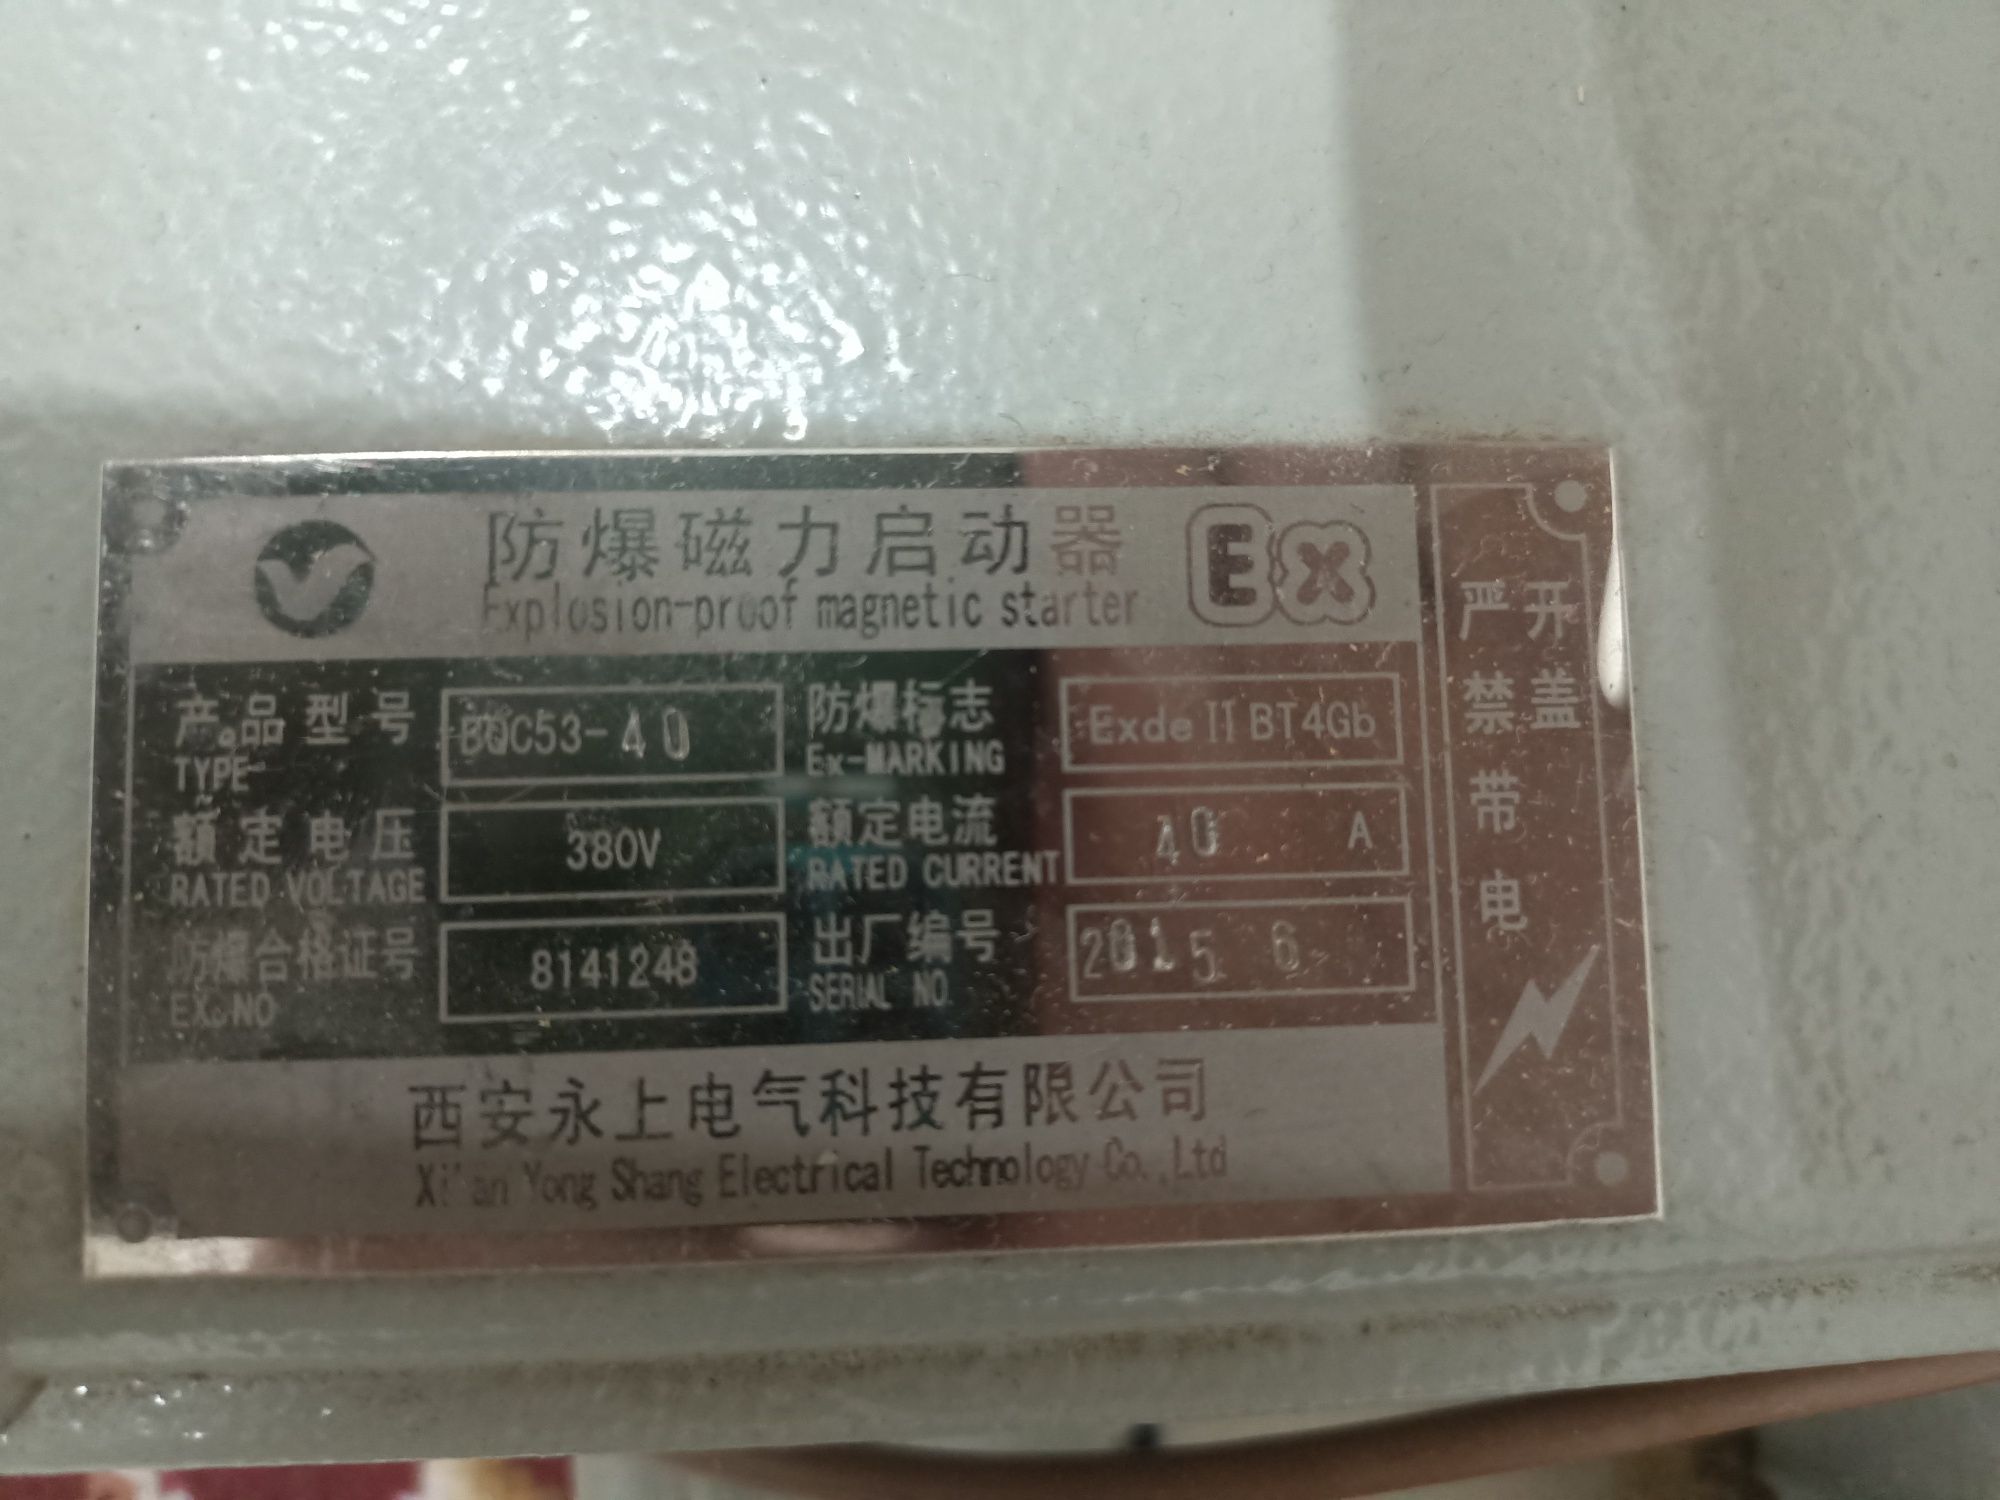 防爆磁力启动器 Ex
Explosion-proof magnetic starter
产品型号 BQC53-40 防爆标志 ExdeⅡBT4Gb
TYPE Ex-MARKING
额定电压 380V 额定电流 40 A
RATED VOLTAGE RATED CURRENT
防爆合格证号 8141248 出厂编号 2015 6
EX.NO SERIAL NO.
西安永上电气科技有限公司
Xi'an Yong Shang Electrical Technology Co.,Ltd
严禁带电
开盖